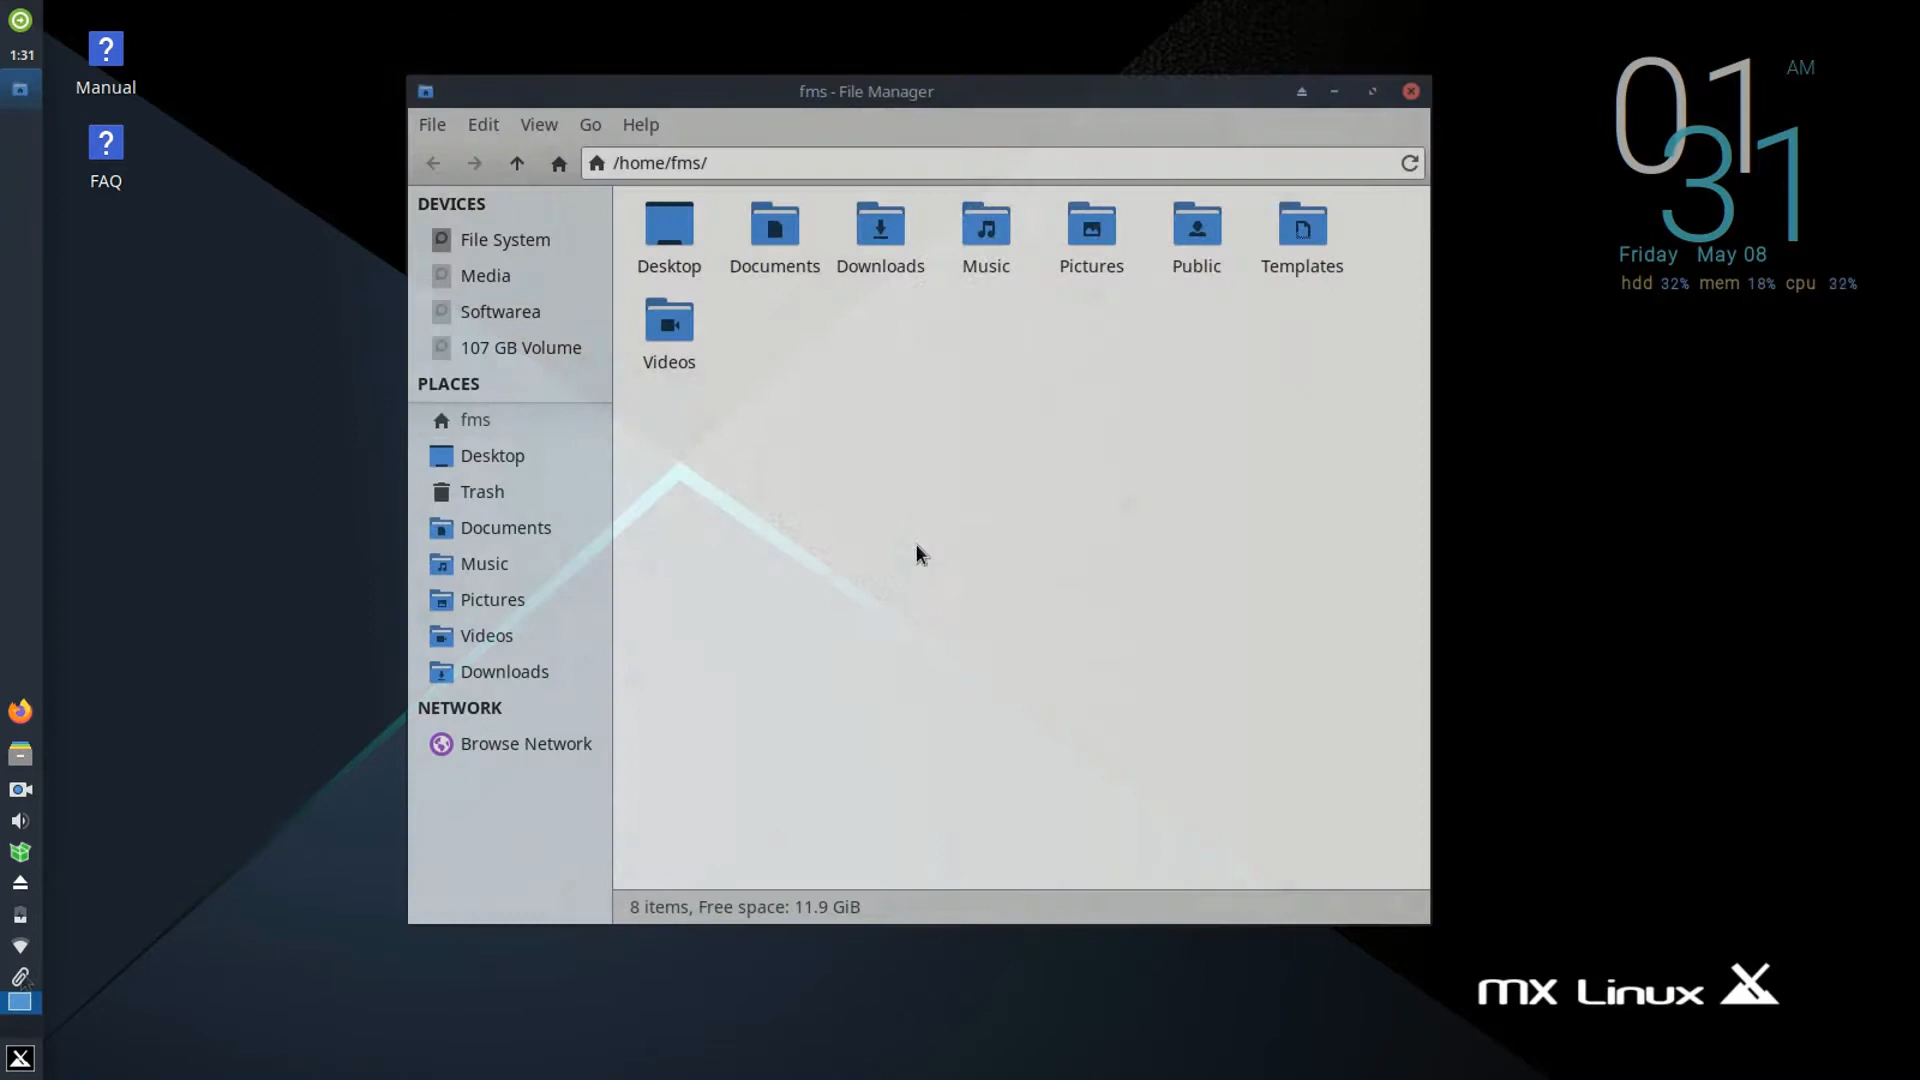 1:31
Manual
FAQ
fms - File Manager
File Edit View Go Help
/home/fms/
DEVICES
File System
Media
Softwarea
107 GB Volume
PLACES
fms
Desktop
Trash
Documents
Music
Pictures
Videos
Downloads
NETWORK
Browse Network
Desktop Documents Downloads Music Pictures Public Templates
Videos
8 items, Free space: 11.9 GiB
01 AM
31
Friday May 08
hdd 32% mem 18% cpu 32%
MX Linux